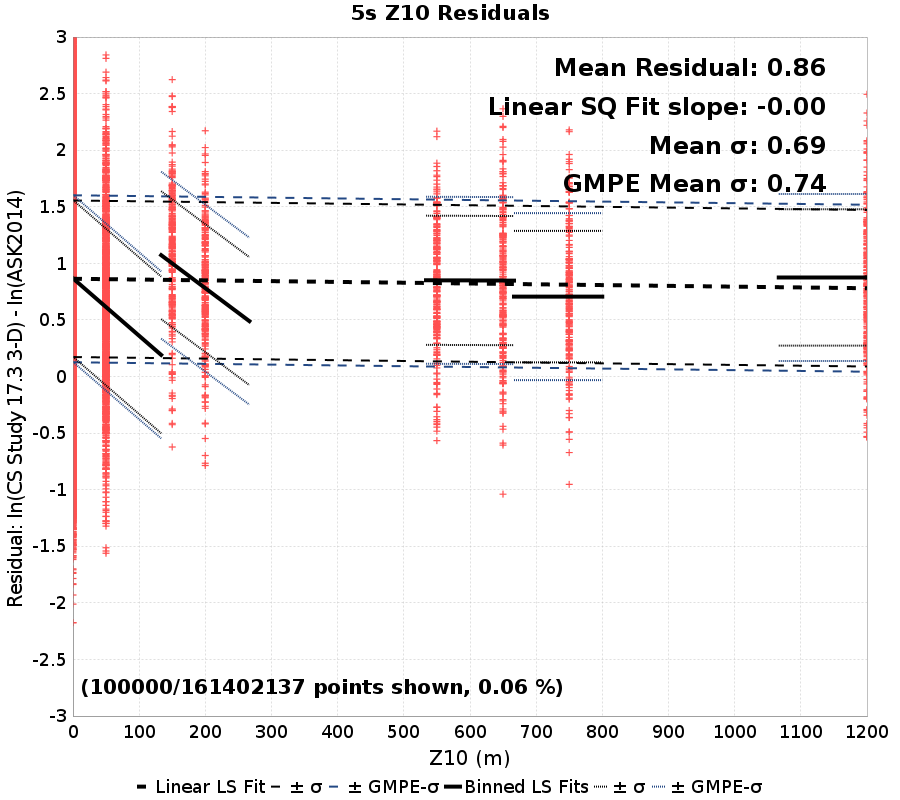 5s Z10 Residuals
Mean Residual: 0.86
Linear SQ Fit slope: -0.00
Mean σ: 0.69
GMPE Mean σ: 0.74
Residual: ln(CS Study 17.3 3-D) - ln(ASK2014)
3
2.5
2
1.5
1
0.5
0
-0.5
-1
-1.5
-2
-2.5
-3
(100000/161402137 points shown, 0.06 %)
0 100 200 300 400 500 600 700 800 900 1000 1100 1200
Z10 (m)
Linear LS Fit ± σ ± GMPE-σ Binned LS Fits ± σ ± GMPE-σ